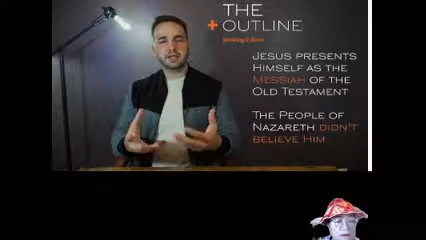 THE
+ OUTLINE
JESUS PRESENTS
HIMSELF AS THE
MESSIAH OF THE
OLD TESTAMENT
THE PEOPLE OF
NAZARETH DIDN'T
BELIEVE HIM